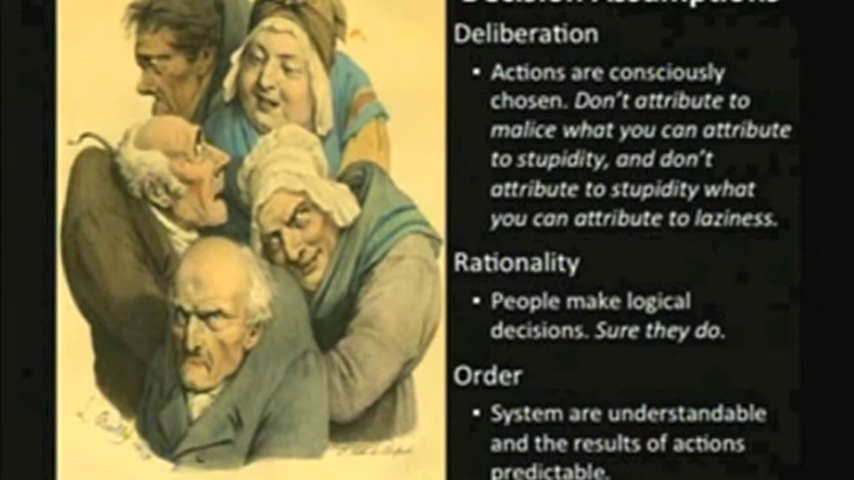 Decision Assumptions
Deliberation
▪ Actions are consciously
chosen. Don't attribute to
malice what you can attribute
to stupidity, and don't
attribute to stupidity what
you can attribute to laziness.
Rationality
▪ People make logical
decisions. Sure they do.
Order
▪ System are understandable
and the results of actions
predictable.